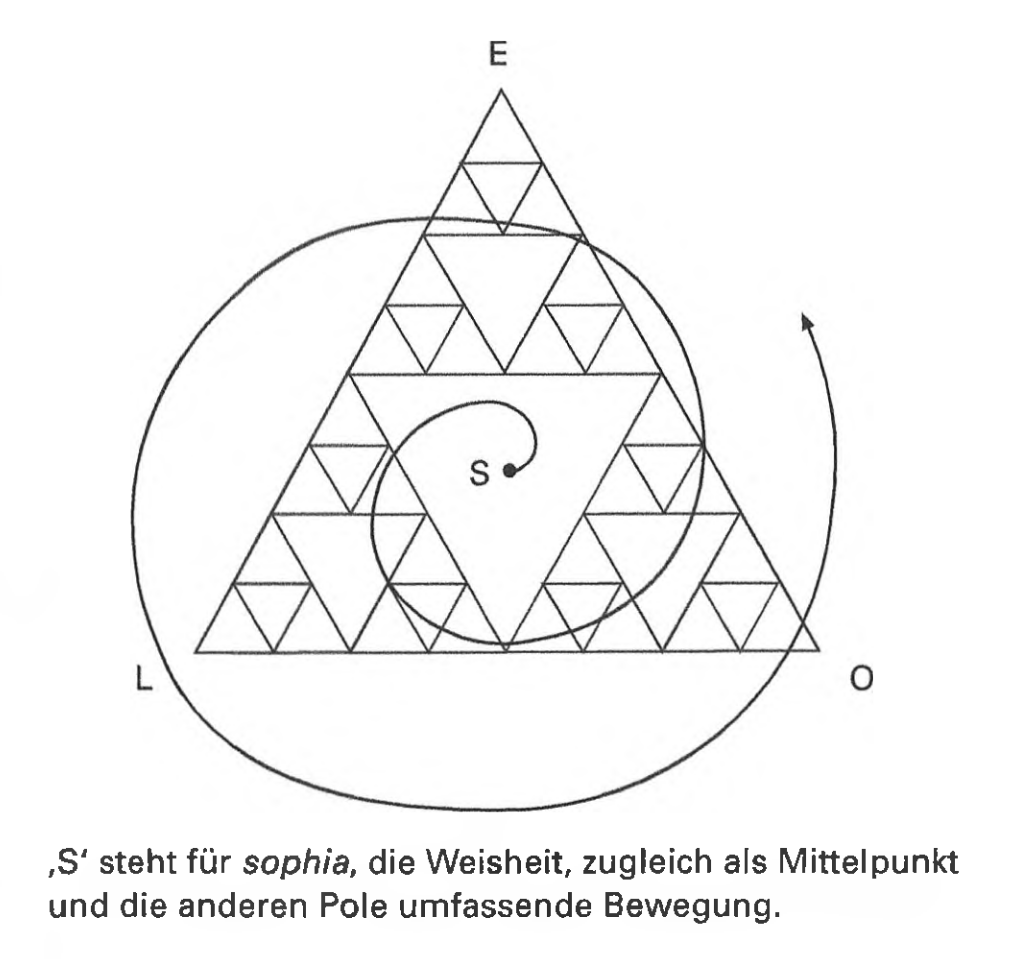 E
S
L
O
‚S‘ steht für sophia, die Weisheit, zugleich als Mittelpunkt
und die anderen Pole umfassende Bewegung.